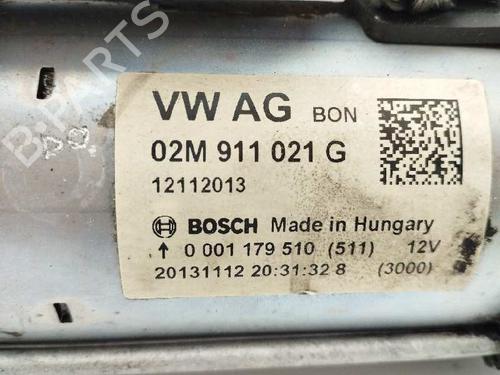 B-PARTS
VW AG BON
02M 911 021 G
12112013
BOSCH Made in Hungary
↑ 0 001 179 510 (511) 12V
20131112 20:31:32 8 (3000)